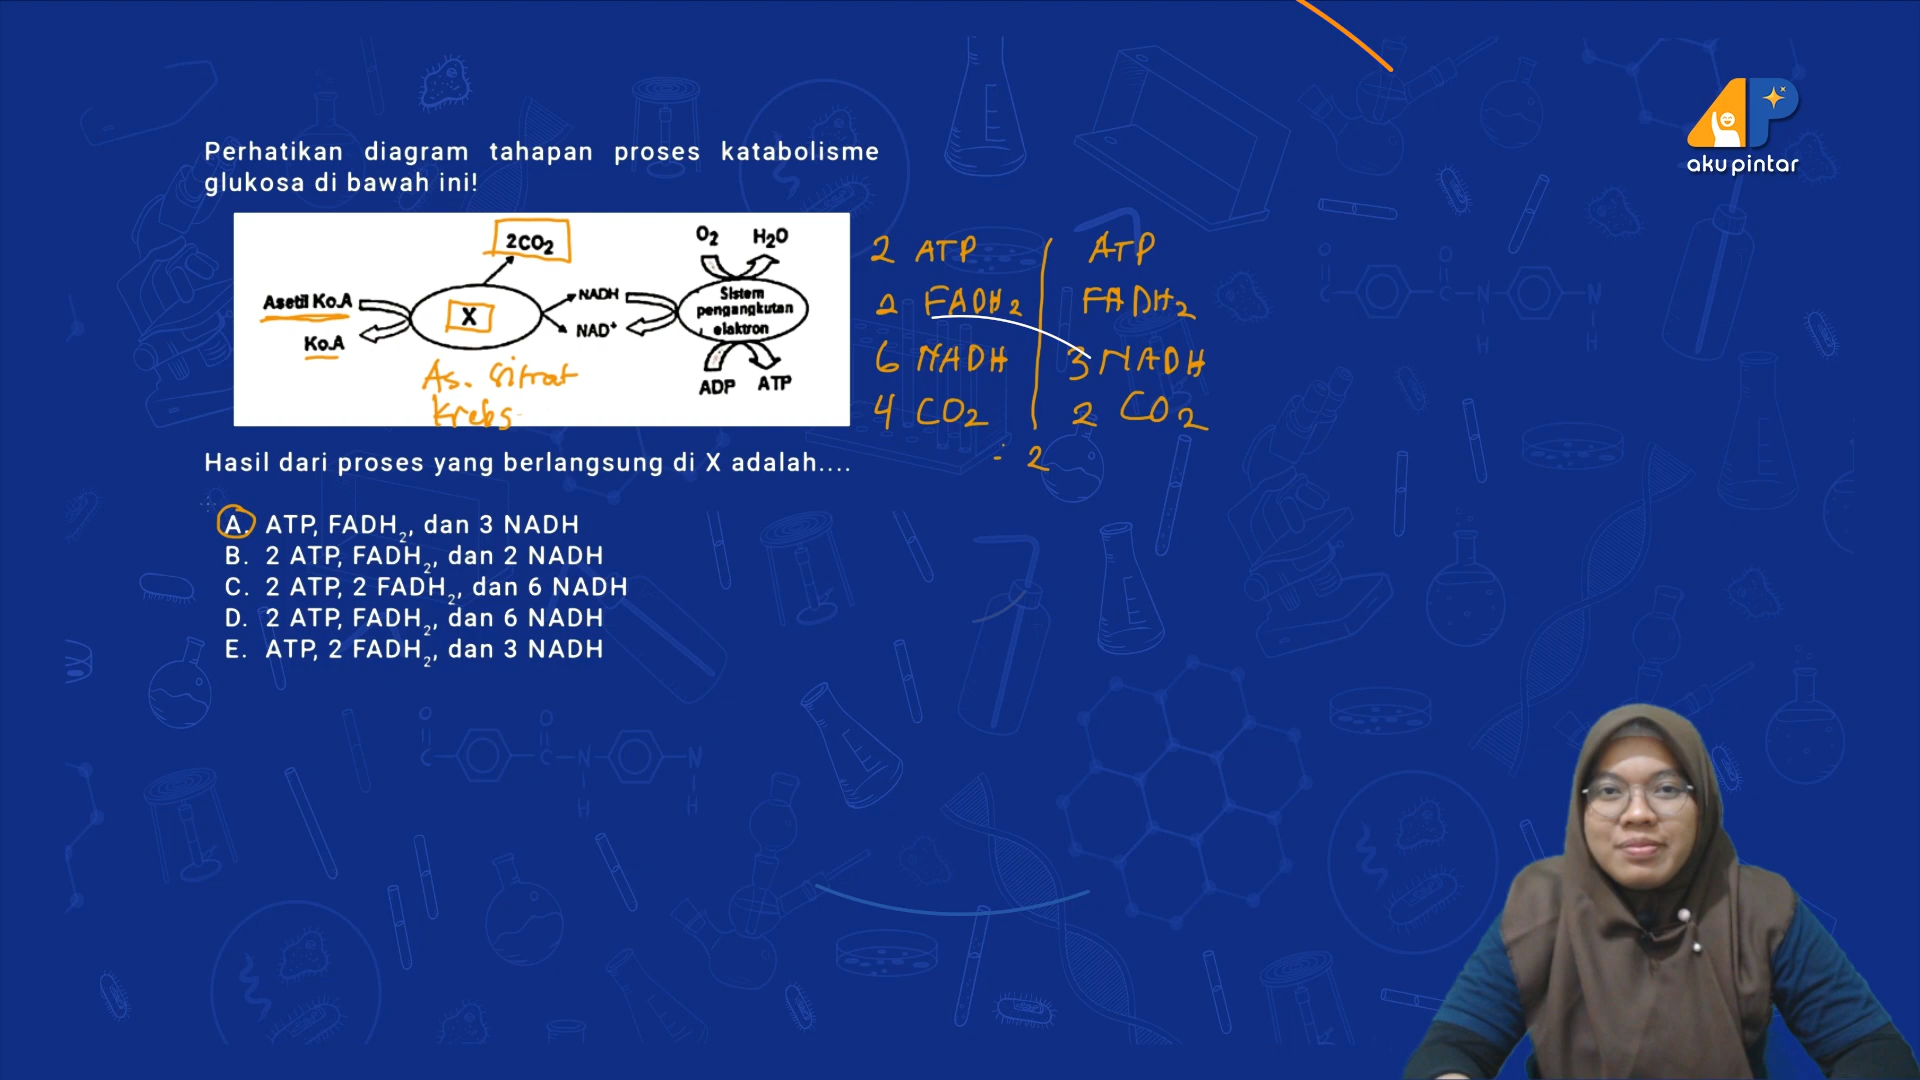 aku pintar
Perhatikan diagram tahapan proses katabolisme
glukosa di bawah ini!
2CO2
O2 H2O
Asetil Ko.A
X
NADH
NAD+
Sistem
pengangkutan
elaktron
Ko.A
ADP ATP
As. Sitrat
Krebs
2 ATP ATP
2 FADH2 FADH2
6 NADH 3 NADH
4 CO2 2 CO2
: 2
Hasil dari proses yang berlangsung di X adalah....
A. ATP, FADH2, dan 3 NADH
B. 2 ATP, FADH2, dan 2 NADH
C. 2 ATP, 2 FADH2, dan 6 NADH
D. 2 ATP, FADH2, dan 6 NADH
E. ATP, 2 FADH2, dan 3 NADH